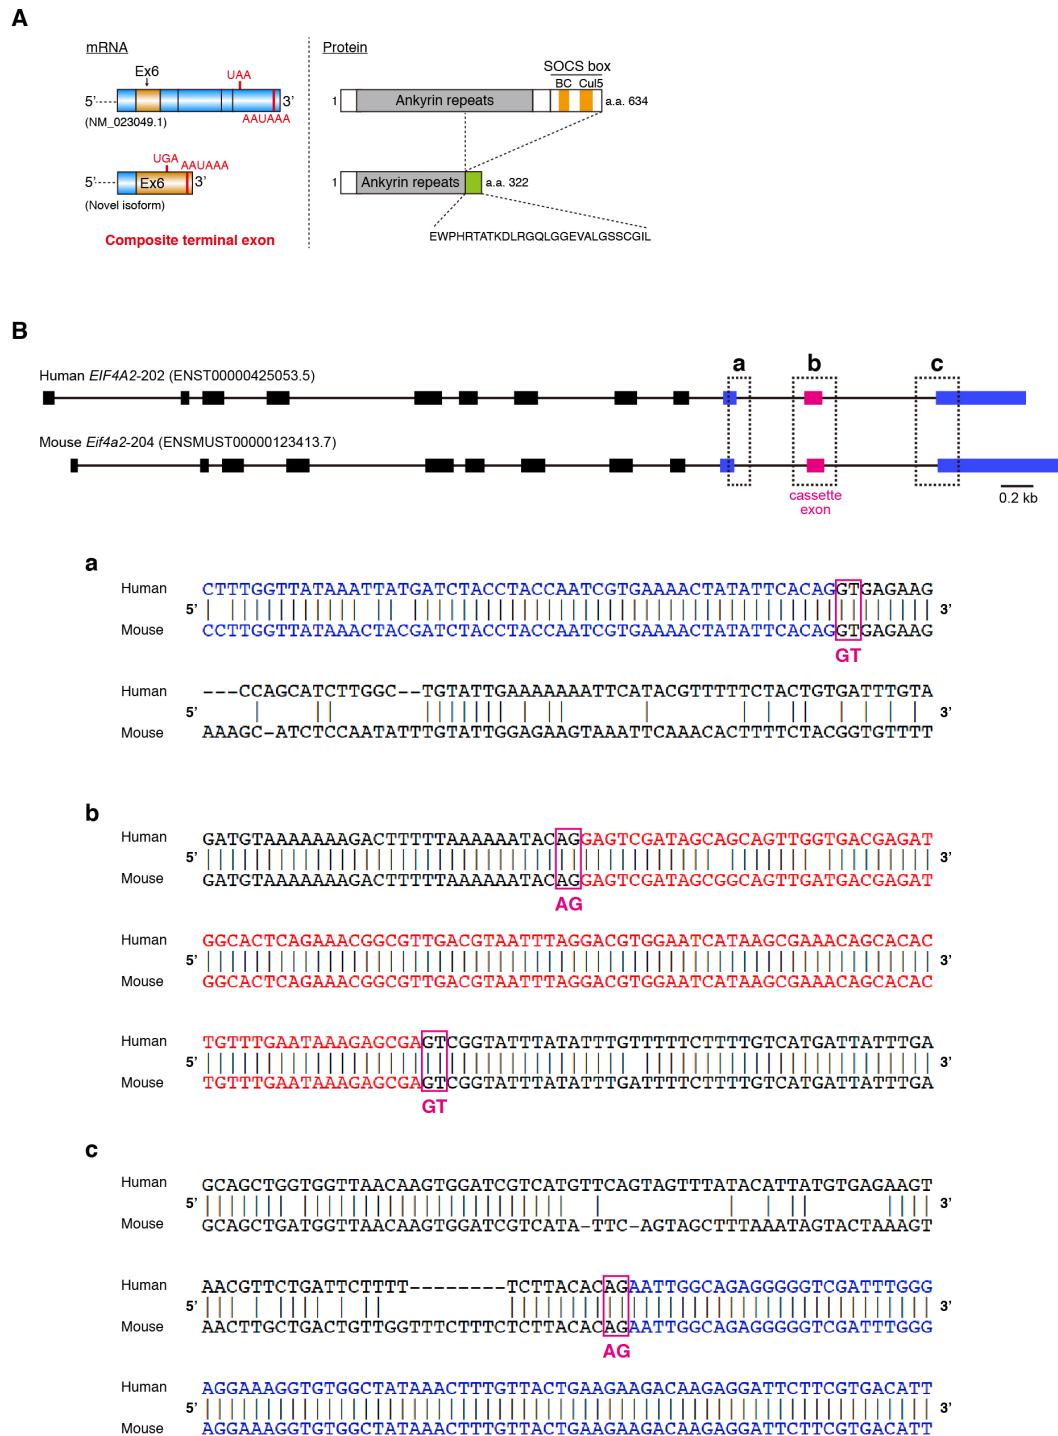 A
mRNA
Protein
Ex6
UAA
SOCS box
BC Cul5
5' 3'
1 Ankyrin repeats a.a. 634
(NM_023049.1)
AAUAAA
UGA
AAUAAA
5' Ex6 3'
1 Ankyrin repeats a.a. 322
(Novel isoform)
Composite terminal exon
EWPHRTATKDLRGQLGGEVALGSSCGIL
B
a b c
Human EIF4A2-202 (ENST00000425053.5)
Mouse Eif4a2-204 (ENSMUST00000123413.7)
cassette
exon
0.2 kb
a
Human CTTTGGTTATAAATTATGATCTACCTACCAATCGTGAAAACTATATTCACAGGTGAGAAG
5' 3'
Mouse CCTTGGTTATAAACTACGATCTACCTACCAATCGTGAAAACTATATTCACAGGTGAGAAG
GT
Human ---CCAGCATCTTGGC--TGTATTGAAAAAAAATTCATACGTTTTTCTACTGTGATTTGTA
5' 3'
Mouse AAAGC-ATCTCCAATATTTGTATTGGAGAAGTAAATTCAAACACTTTTCTACGGTGTTTT
b
Human GATGTAAAAAAAAGACTTTTTTAAAAAATACAGGAGTCGATAGCAGCAGTTGGTGACGAGAT
5' 3'
Mouse GATGTAAAAAAAAGACTTTTTTAAAAAATACAGGAGTCGATAGCGGCAGTTGATGACGAGAT
AG
Human GGCACTCAGAAACGGCGTTGACGTAATTTAGGACGTGGAATCATAAGCGAAACAGCACAC
5' 3'
Mouse GGCACTCAGAAACGGCGTTGACGTAATTTAGGACGTGGAATCATAAGCGAAACAGCACAC
Human TGTTTGAATAAAGAGCGAGTCGGTATTTATATTTGTTTTTCTTTTGTCATGATTATTTGA
5' 3'
Mouse TGTTTGAATAAAGAGCGAGTCGGTATTTATATTTGATTTTCTTTTGTCATGATTATTTGA
GT
c
Human GCAGCTGGTGGTTAACAAGTGGATCGTCATGTTCAGTAGTTTATACATTATGTGAGAAGT
5' 3'
Mouse GCAGCTGATGGTTAACAAGTGGATCGTCATA-TTC-AGTAGCTTTAAATAGTACTAAAGT
Human AACGTTCTGATTCTTTT--------TCTTACACAGAATTGGCAGAGGGGGTCGATTTGGG
5' 3'
Mouse AACTTGCTGACTGTTGGTTTCTTTCTCTTACACAGAATTGGCAGAGGGGGTCGATTTGGG
AG
Human AGGAAAGGTGTGGCTATAAACTTTGTTACTGAAGAAGACAAGAGGATTCTTCGTGACATT
5' 3'
Mouse AGGAAAGGTGTGGCTATAAACTTTGTTACTGAAGAAGACAAGAGGATTCTTCGTGACATT